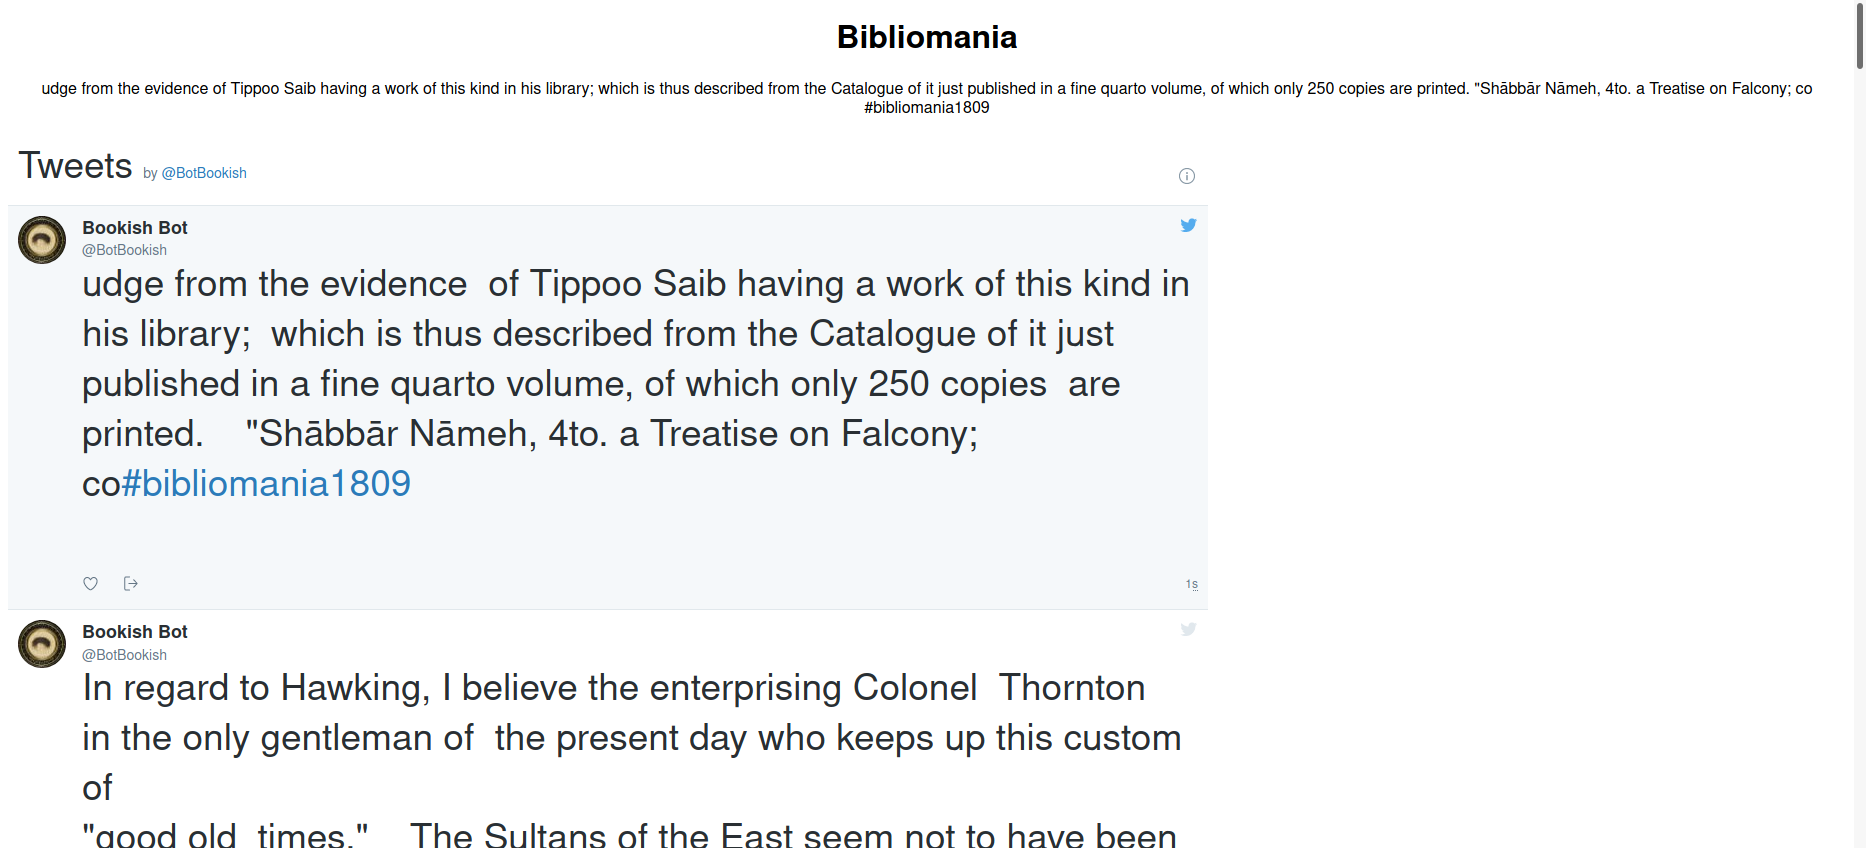 Bibliomania
udge from the evidence of Tippoo Saib having a work of this kind in his library; which is thus described from the Catalogue of it just published in a fine quarto volume, of which only 250 copies are printed. "Shābbār Nāmeh, 4to. a Treatise on Falcony; co
#bibliomania1809
Tweets by @BotBookish
Bookish Bot
@BotBookish
udge from the evidence  of Tippoo Saib having a work of this kind in
his library;  which is thus described from the Catalogue of it just
published in a fine quarto volume, of which only 250 copies  are
printed.    "Shābbār Nāmeh, 4to. a Treatise on Falcony;
co#bibliomania1809
1s
Bookish Bot
@BotBookish
In regard to Hawking, I believe the enterprising Colonel  Thornton
in the only gentleman of  the present day who keeps up this custom
of
"good old  times."    The Sultans of the East seem not to have been